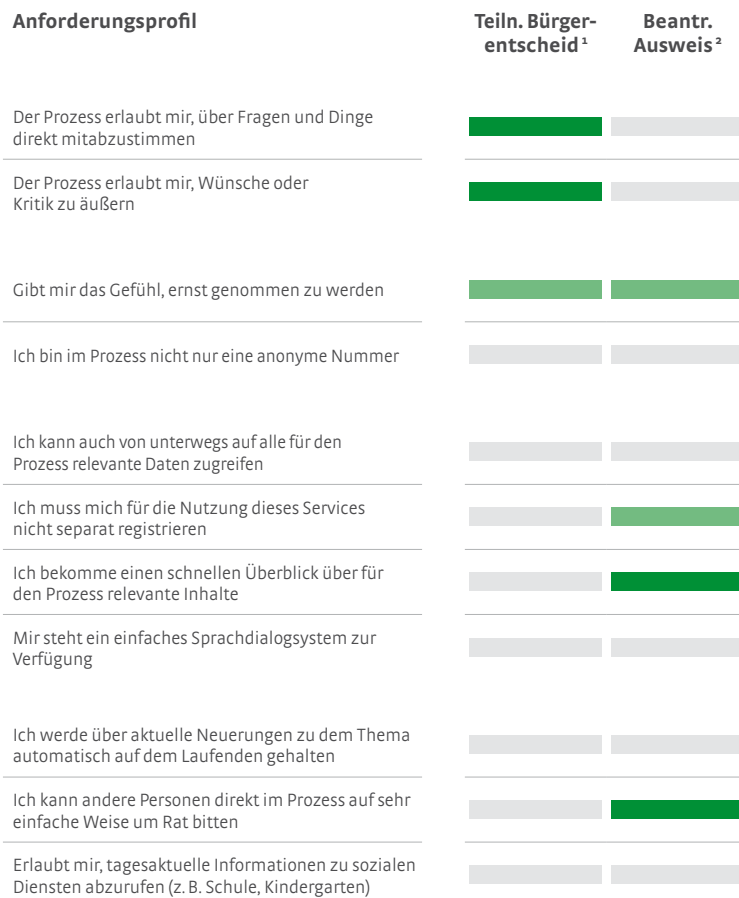 Anforderungsprofil
Teiln. Bürger-
entscheid¹
Beantr.
Ausweis²
Der Prozess erlaubt mir, über Fragen und Dinge
direkt mitabzustimmen
Der Prozess erlaubt mir, Wünsche oder
Kritik zu äußern
Gibt mir das Gefühl, ernst genommen zu werden
Ich bin im Prozess nicht nur eine anonyme Nummer
Ich kann auch von unterwegs auf alle für den
Prozess relevante Daten zugreifen
Ich muss mich für die Nutzung dieses Services
nicht separat registrieren
Ich bekomme einen schnellen Überblick über für
den Prozess relevante Inhalte
Mir steht ein einfaches Sprachdialogsystem zur
Verfügung
Ich werde über aktuelle Neuerungen zu dem Thema
automatisch auf dem Laufenden gehalten
Ich kann andere Personen direkt im Prozess auf sehr
einfache Weise um Rat bitten
Erlaubt mir, tagesaktuelle Informationen zu sozialen
Diensten abzurufen (z. B. Schule, Kindergarten)